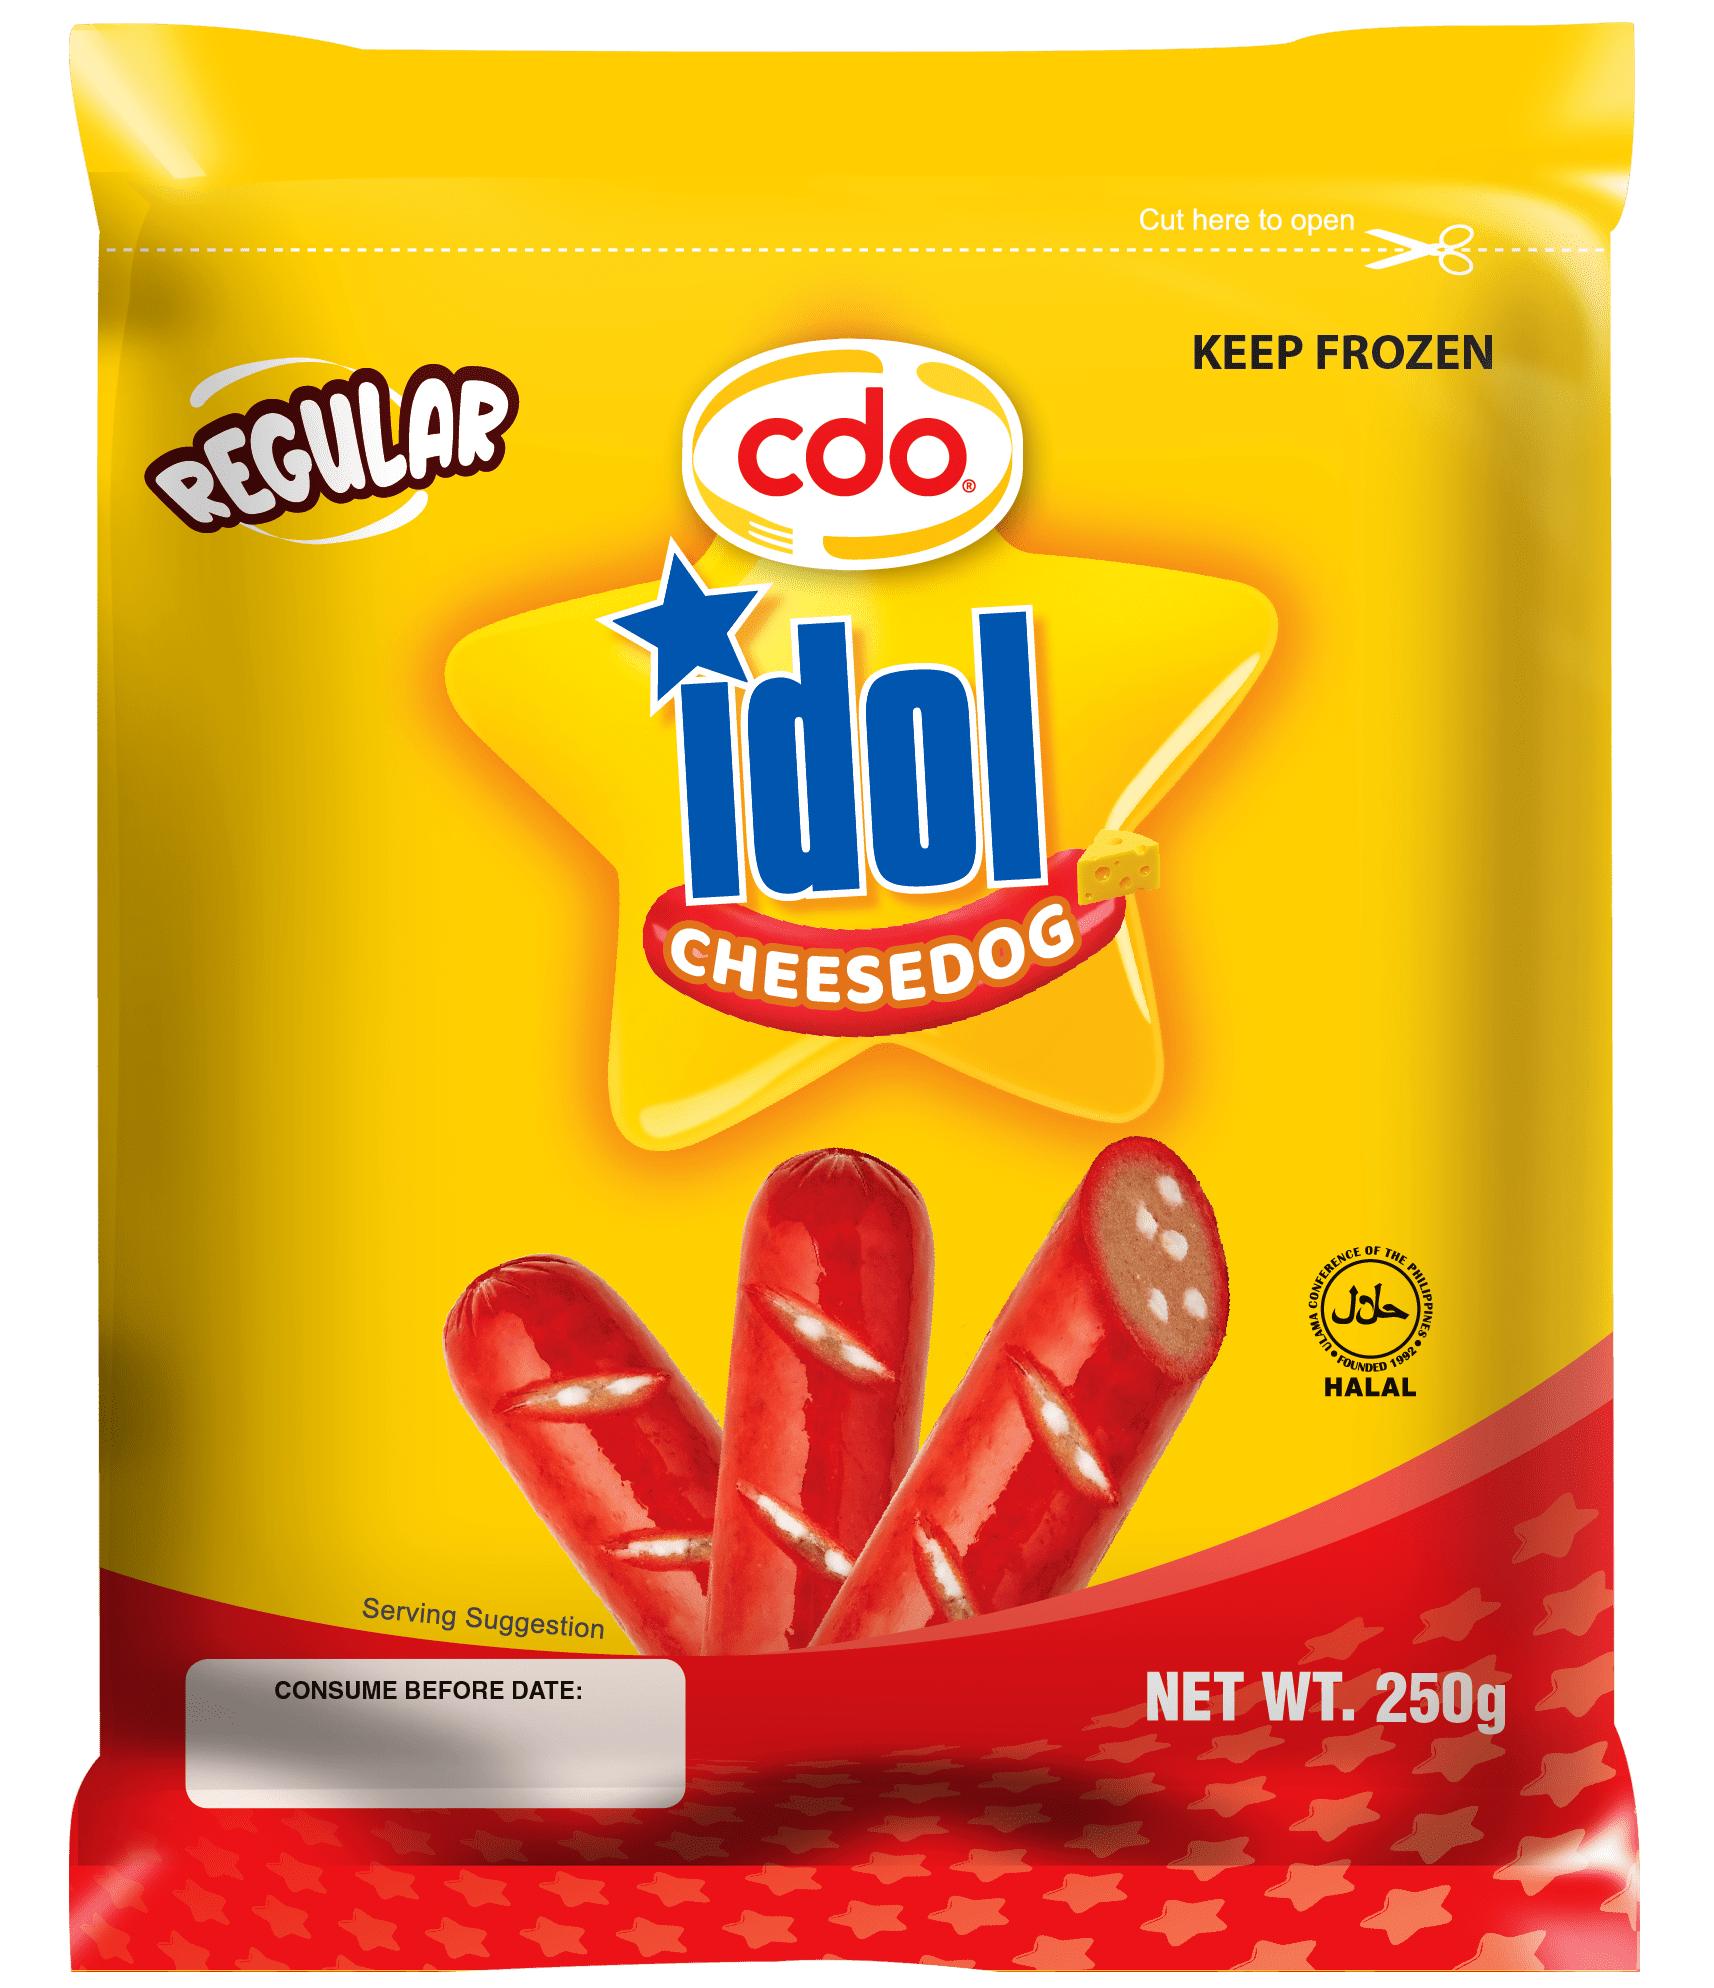 Cut here to open
KEEP FROZEN
REGULAR
cdo®
idol
CHEESEDOG
ULAMA CONFERENCE OF THE PHILIPPINES • FOUNDED 1992 •
حلال
HALAL
Serving Suggestion
CONSUME BEFORE DATE:
NET WT. 250g